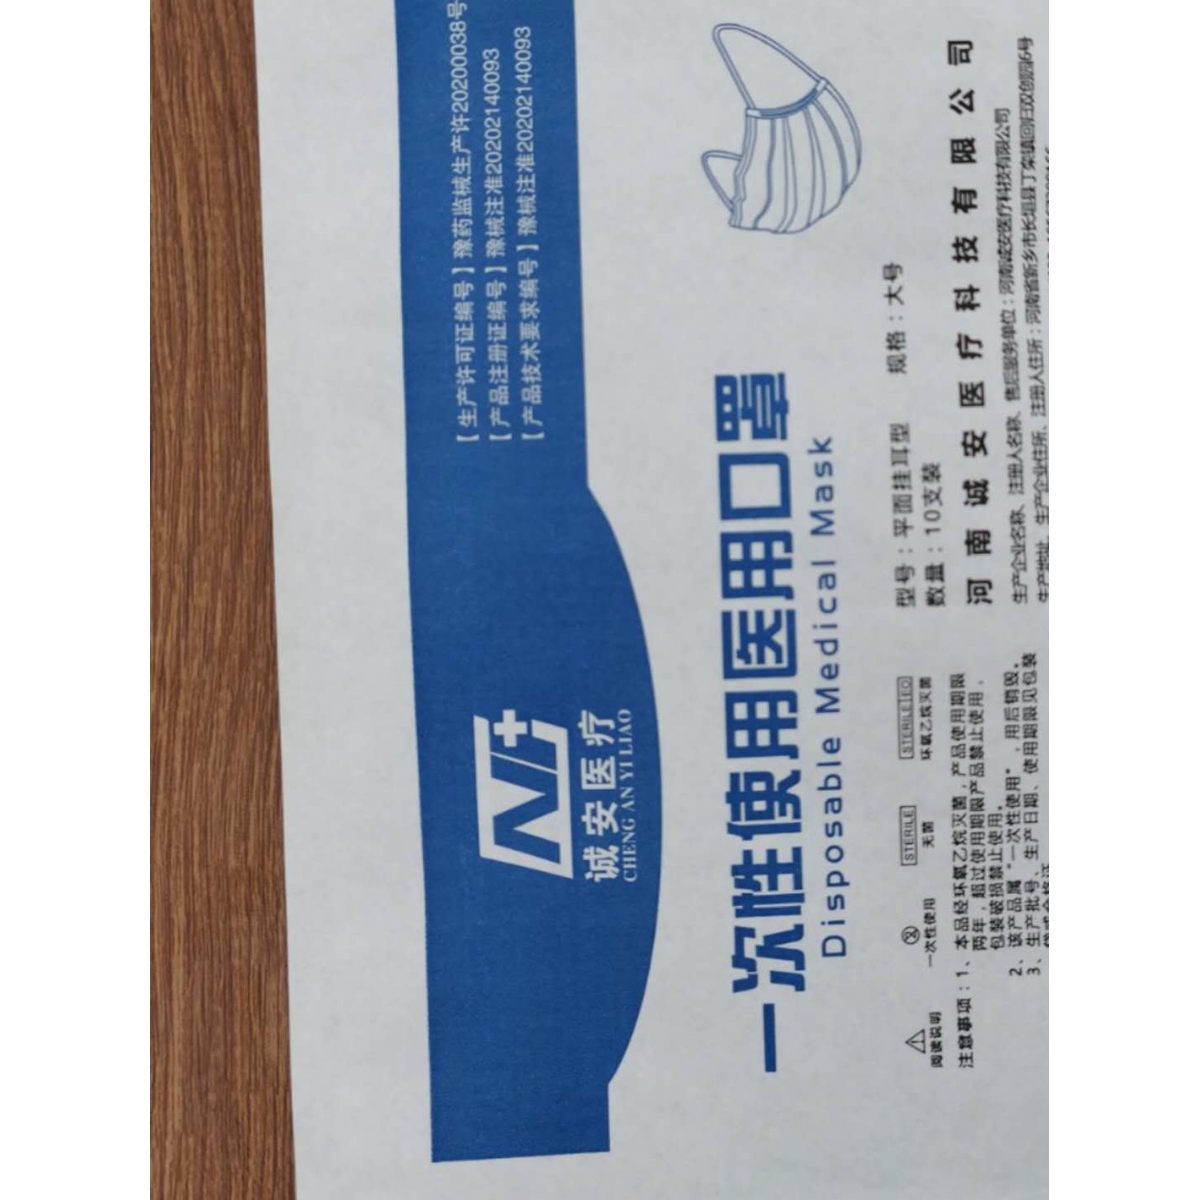 【生产许可证编号】豫药监械生产许20200038号
【产品注册证编号】豫械注准20202140093
【产品技术要求编号】豫械注准20202140093
诚安医疗
CHENG AN YI LIAO
一次性使用医用口罩
Disposable Medical Mask
型号：平面挂耳型 规格：大号
数量：10支装
河南诚安医疗科技有限公司
生产企业名称、注册人名称、售后服务单位：河南诚安医疗科技有限公司
生产地址、生产企业住所、注册人住所：河南省新乡市长垣县丁栾镇回归双创园6号
阅读说明
一次性使用
STERILE
无菌
STERILE EO
环氧乙烷灭菌
注意事项：1、本品经环氧乙烷灭菌，产品使用期限
两年，超过使用期限产品禁止使用，
包装破损禁止使用。
2、该产品属“一次性使用”，用后销毁。
3、生产批号、生产日期、使用期限见包装